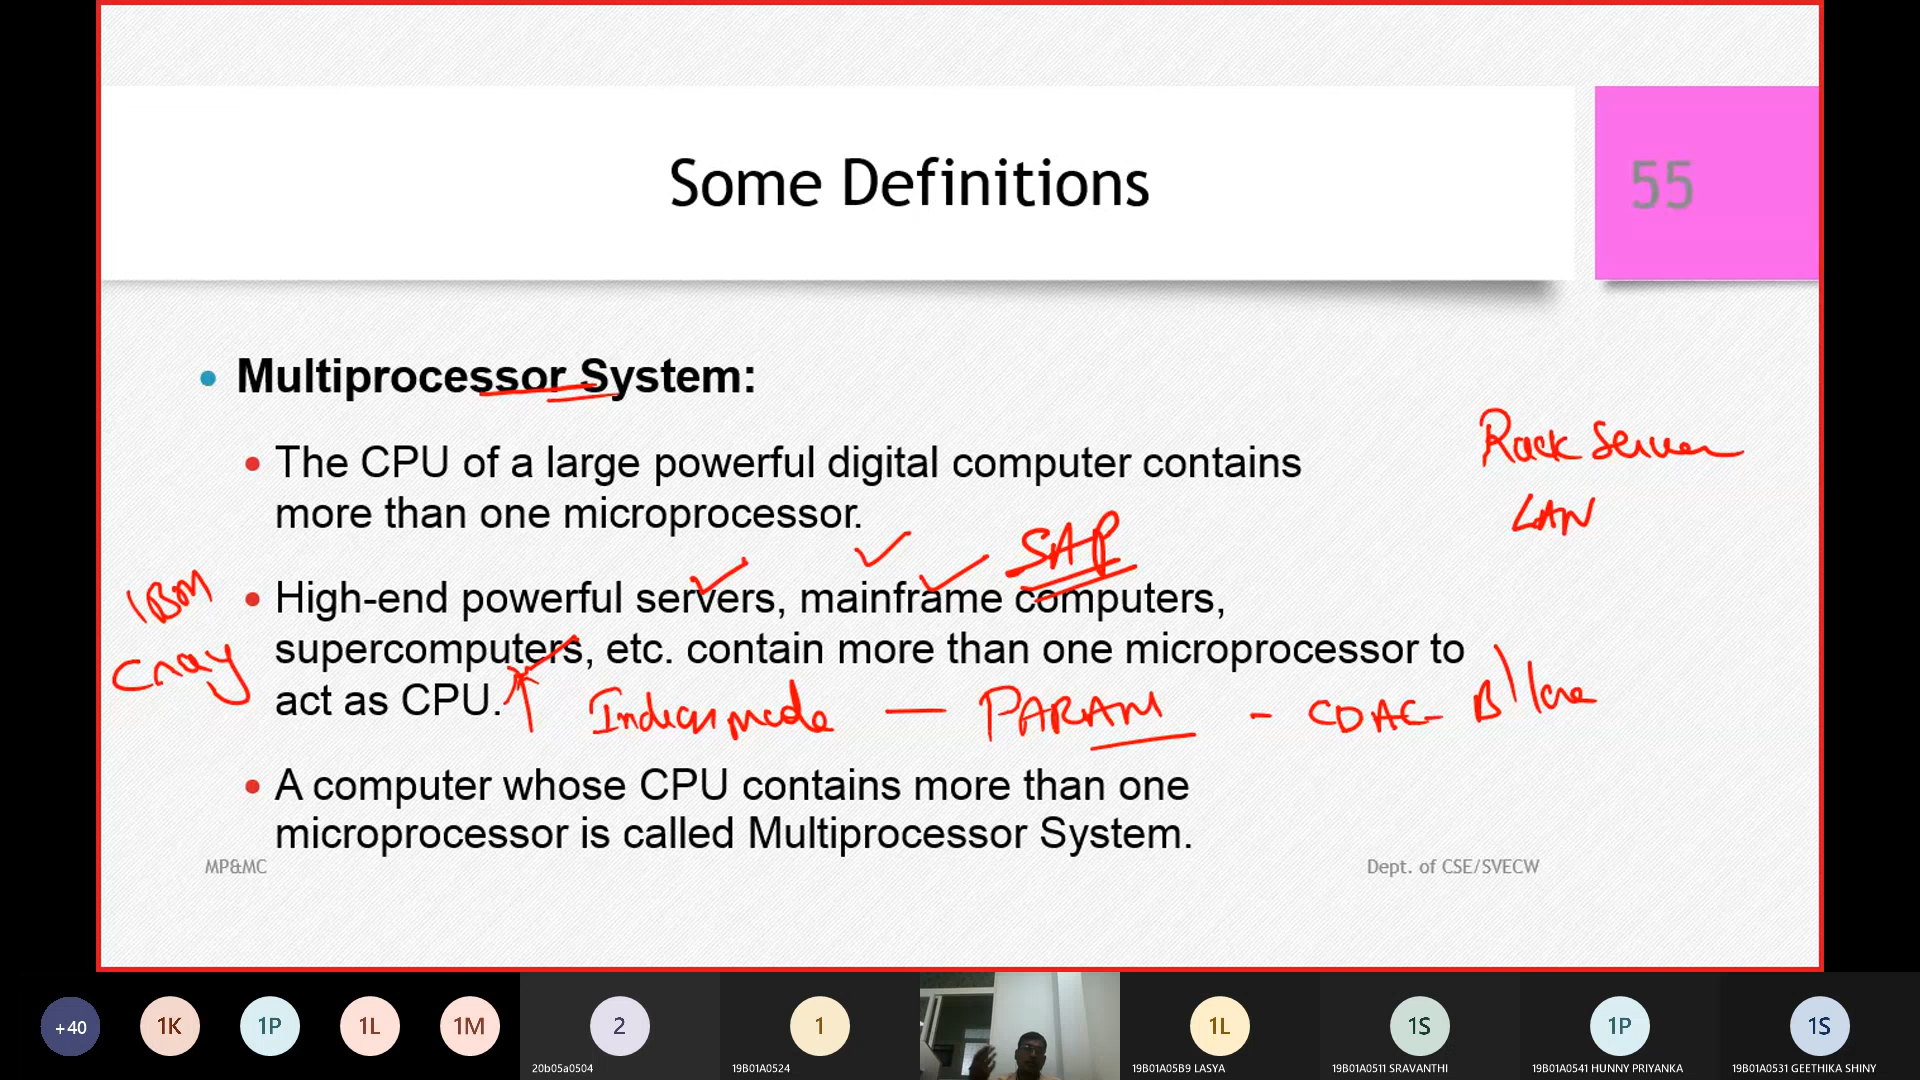 Some Definitions
55
Multiprocessor System:
The CPU of a large powerful digital computer contains
more than one microprocessor.
Rack Server
LAN
SAP
IBM
High-end powerful servers, mainframe computers,
supercomputers, etc. contain more than one microprocessor to
Cray
act as CPU.
Indian made — PARAM - CDAC B'lore
A computer whose CPU contains more than one
microprocessor is called Multiprocessor System.
MP&MC
Dept. of CSE/SVECW
+40
1K
1P
1L
1M
2
20b05a0504
1
19B01A0524
1L
19B01A05B9 LASYA
1S
19B01A0511 SRAVANTHI
1P
19B01A0541 HUNNY PRIYANKA
1S
19B01A0531 GEETHIKA SHINY